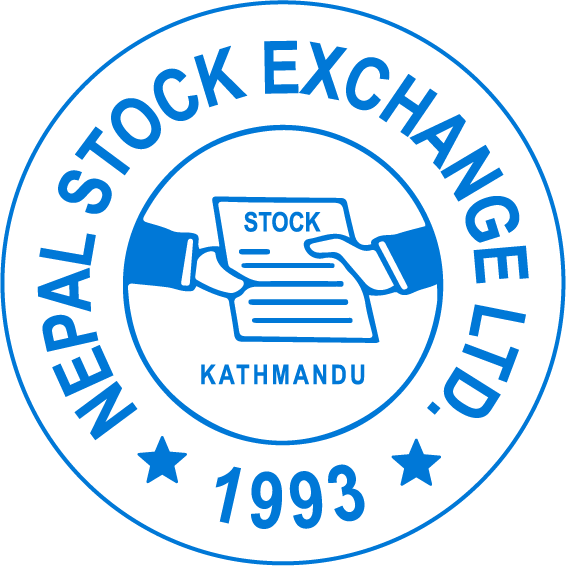 NEPAL STOCK EXCHANGE LTD.
STOCK
KATHMANDU
1993